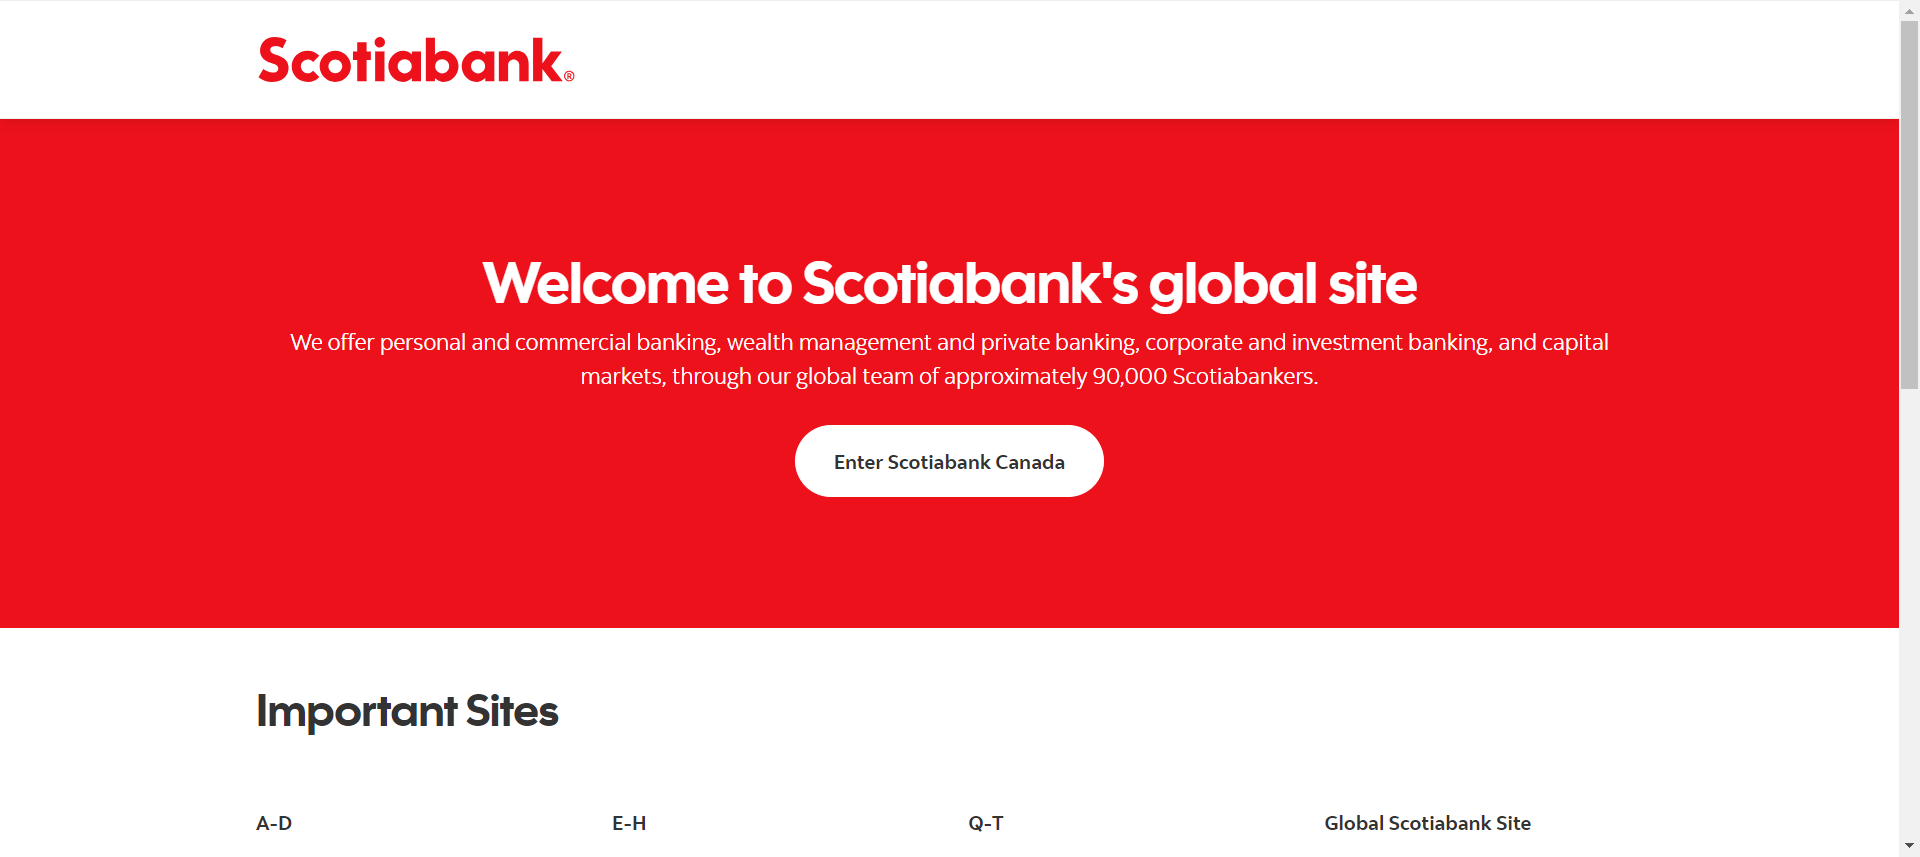 Scotiabank®
Welcome to Scotiabank's global site
We offer personal and commercial banking, wealth management and private banking, corporate and investment banking, and capital
markets, through our global team of approximately 90,000 Scotiabankers.
Enter Scotiabank Canada
Important Sites
A-D
E-H
Q-T
Global Scotiabank Site